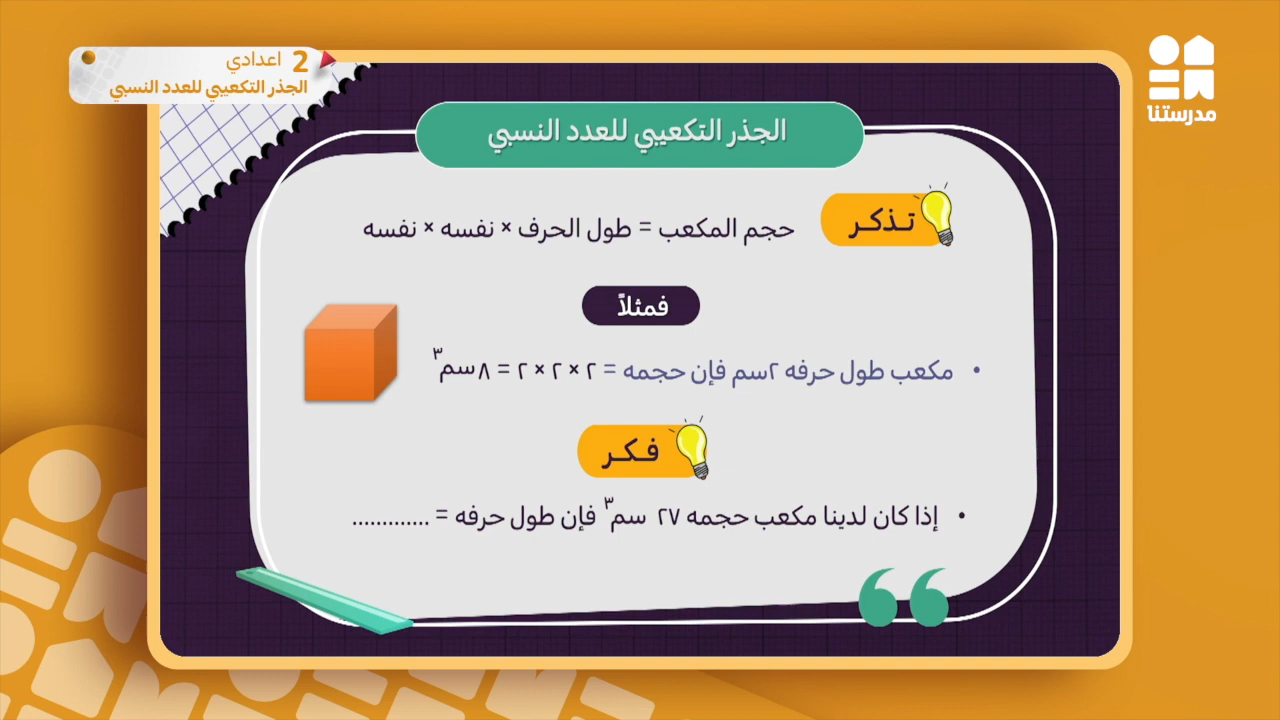 2 اعدادي
الجذر التكعيبي للعدد النسبي
مدرستنا
الجذر التكعيبي للعدد النسبي
تـذكـر
حجم المكعب = طول الحرف × نفسه × نفسه
فمثلاً
• مكعب طول حرفه ٢سم فإن حجمه = ٢ × ٢ × ٢ = ٨سم٣
فـكـر
• إذا كان لدينا مكعب حجمه ٢٧ سم٣ فإن طول حرفه = .............